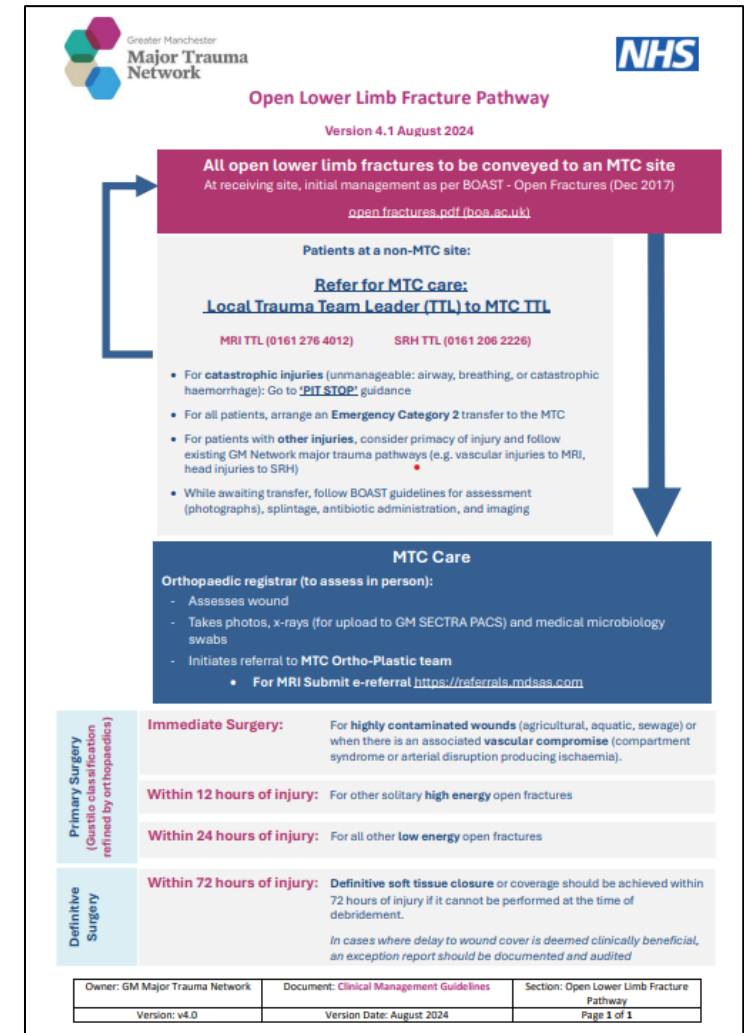 Greater Manchester
Major Trauma
Network
NHS
Open Lower Limb Fracture Pathway
Version 4.1 August 2024
All open lower limb fractures to be conveyed to an MTC site
At receiving site, initial management as per BOAST - Open Fractures (Dec 2017)
open fractures.pdf (boa.ac.uk)
Patients at a non-MTC site:
Refer for MTC care:
Local Trauma Team Leader (TTL) to MTC TTL
MRI TTL (0161 276 4012) SRH TTL (0161 206 2226)
• For catastrophic injuries (unmanageable: airway, breathing, or catastrophic
haemorrhage): Go to ‘PIT STOP’ guidance
• For all patients, arrange an Emergency Category 2 transfer to the MTC
• For patients with other injuries, consider primacy of injury and follow
existing GM Network major trauma pathways (e.g. vascular injuries to MRI,
head injuries to SRH)
• While awaiting transfer, follow BOAST guidelines for assessment
(photographs), splintage, antibiotic administration, and imaging
MTC Care
Orthopaedic registrar (to assess in person):
- Assesses wound
- Takes photos, x-rays (for upload to GM SECTRA PACS) and medical microbiology
swabs
- Initiates referral to MTC Ortho-Plastic team
• For MRI Submit e-referral https://referrals.mdsas.com
Primary Surgery
(Gustilo classification
refined by orthopaedics)
Immediate Surgery: For highly contaminated wounds (agricultural, aquatic, sewage) or
when there is an associated vascular compromise (compartment
syndrome or arterial disruption producing ischaemia).
Within 12 hours of injury: For other solitary high energy open fractures
Within 24 hours of injury: For all other low energy open fractures
Definitive
Surgery
Within 72 hours of injury: Definitive soft tissue closure or coverage should be achieved within
72 hours of injury if it cannot be performed at the time of
debridement.
In cases where delay to wound cover is deemed clinically beneficial,
an exception report should be documented and audited
Owner: GM Major Trauma Network Document: Clinical Management Guidelines Section: Open Lower Limb Fracture
Pathway
Version: v4.0 Version Date: August 2024 Page 1 of 1